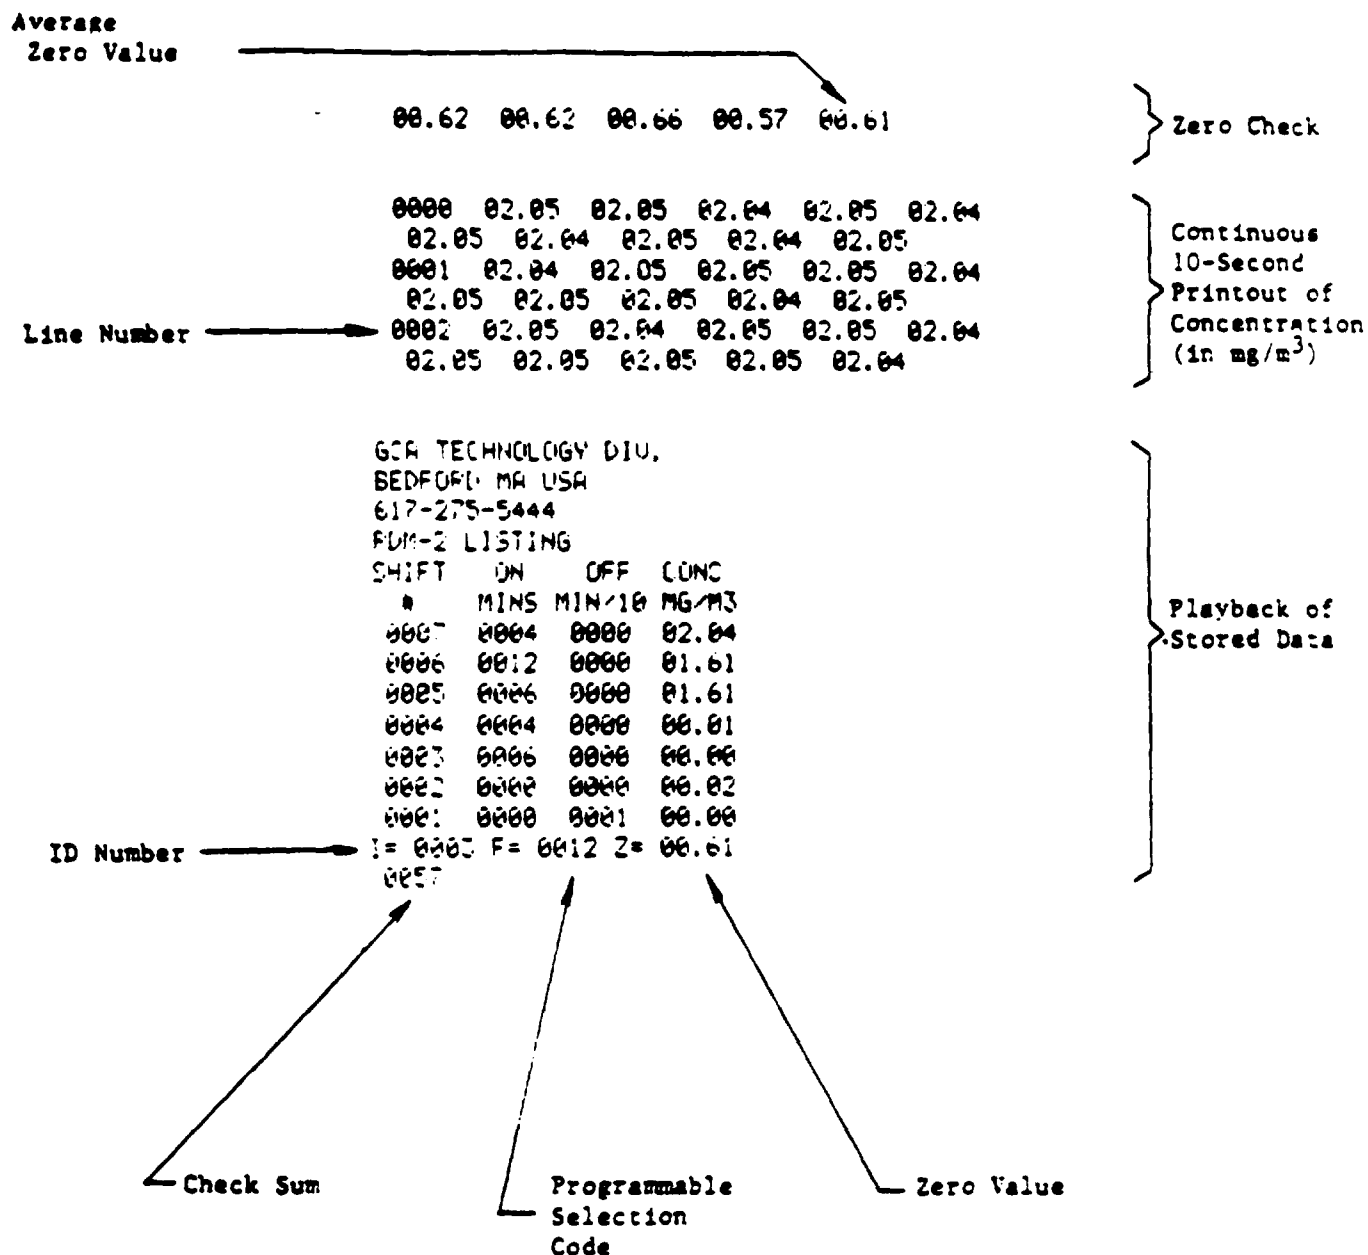 Average
Zero Value
00.62 00.62 00.66 00.57 00.61
Zero Check
0000 02.05 02.05 02.04 02.05 02.04
02.05 02.04 02.05 02.04 02.05
0001 02.04 02.05 02.05 02.05 02.04
02.05 02.05 02.05 02.04 02.05
Line Number
0002 02.05 02.04 02.05 02.05 02.04
02.05 02.05 02.05 02.05 02.04
Continuous
10-Second
Printout of
Concentration
(in mg/m³)
GCA TECHNOLOGY DIV.
BEDFORD MA USA
617-275-5444
RDM-2 LISTING
SHIFT ON OFF CONC
# MINS MIN/10 MG/M3
0007 0004 0000 02.04
0006 0012 0000 01.61
0005 0006 0000 01.61
0004 0004 0000 00.01
0003 0006 0000 00.00
0002 0000 0000 00.02
0001 0000 0001 00.00
Playback of
Stored Data
ID Number
I= F= 0012 Z= 00.61
0057
Check Sum
Programmable
Selection
Code
Zero Value